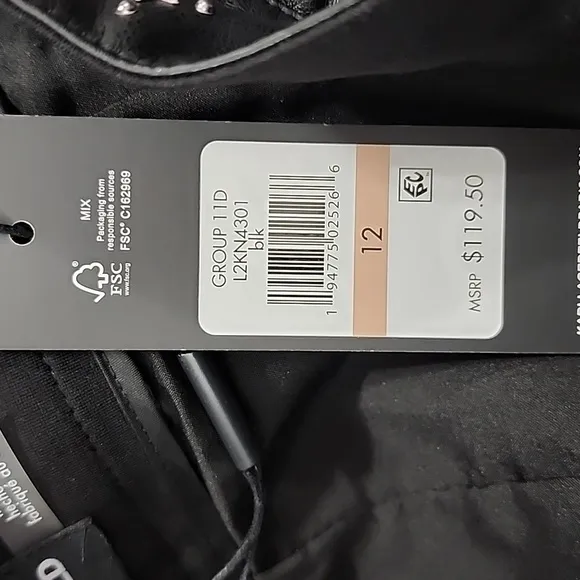 MIX
Packaging from
responsible sources
FSC® C162969
®
FSC
www.fsc.org
GROUP 11D
L2KN4301
blk
1 94775 02526 6
12
MSRP $119.50